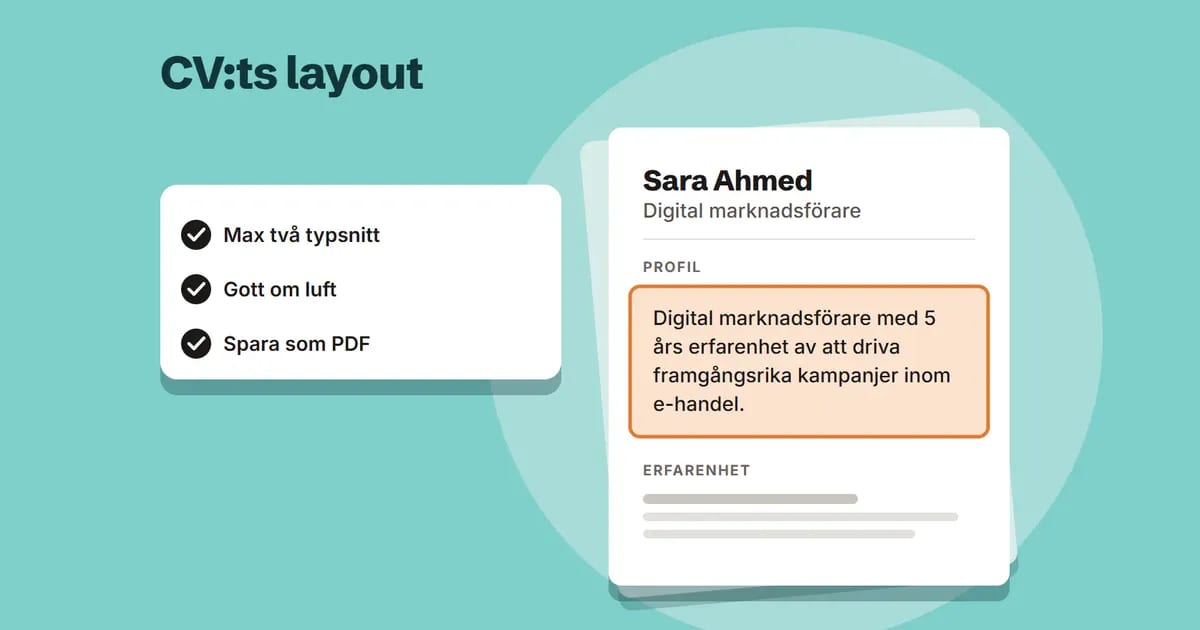 CV:ts layout
Max två typsnitt
Gott om luft
Spara som PDF
Sara Ahmed
Digital marknadsförare
PROFIL
Digital marknadsförare med 5
års erfarenhet av att driva
framgångsrika kampanjer inom
e-handel.
ERFARENHET